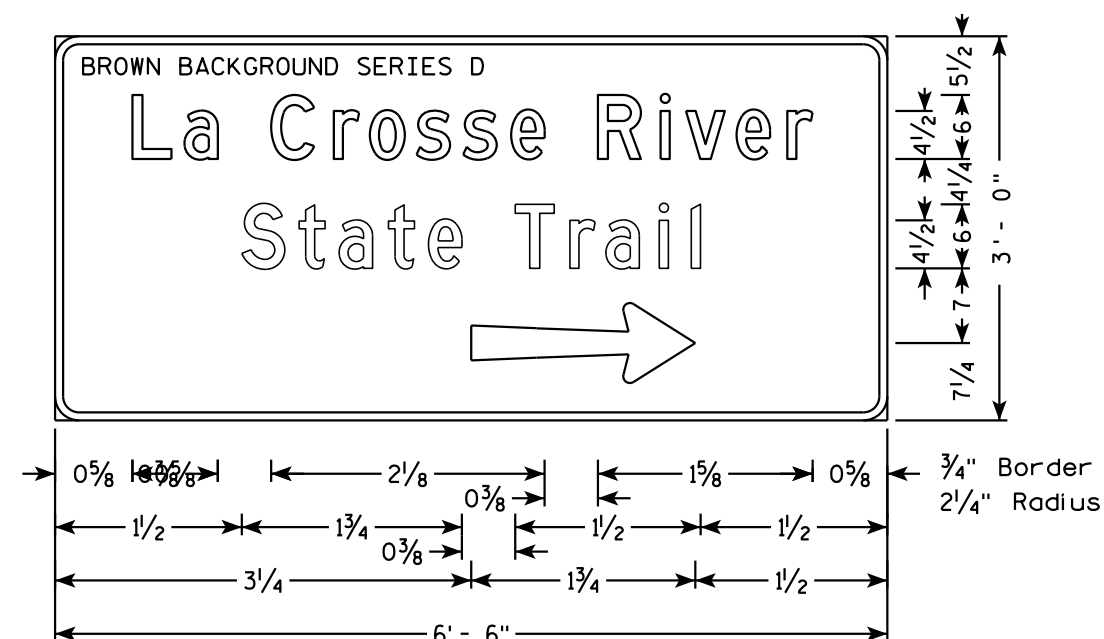 BROWN BACKGROUND SERIES D
La Crosse River
State Trail
5½
4½ 6
4¼
4½ 6
7
7¼
3'- 0"
0⅝ 2⅛ 1⅝ 0⅝
0⅜
1½ 1¾ 1½ 1½
0⅜
3¼ 1¾ 1½
6'- 6"
¾" Border
2¼" Radius